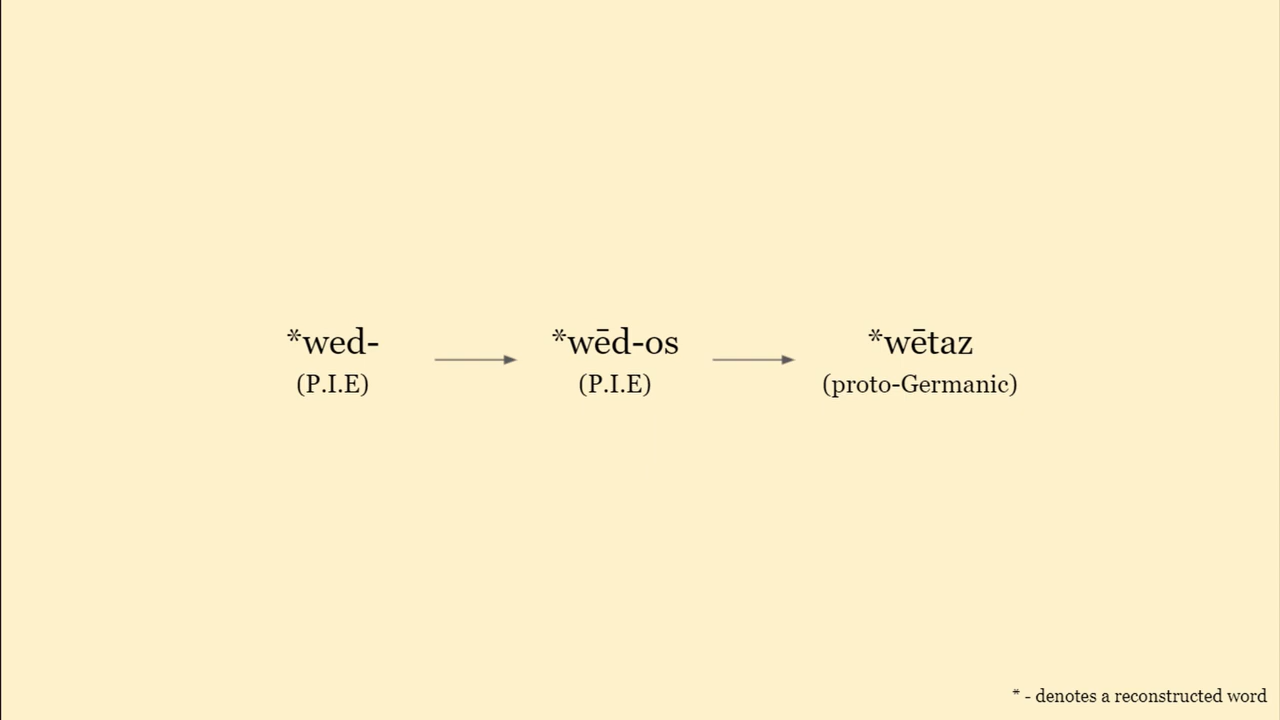 *wed-
(P.I.E)
*wēd-os
(P.I.E)
*wētaz
(proto-Germanic)
* - denotes a reconstructed word